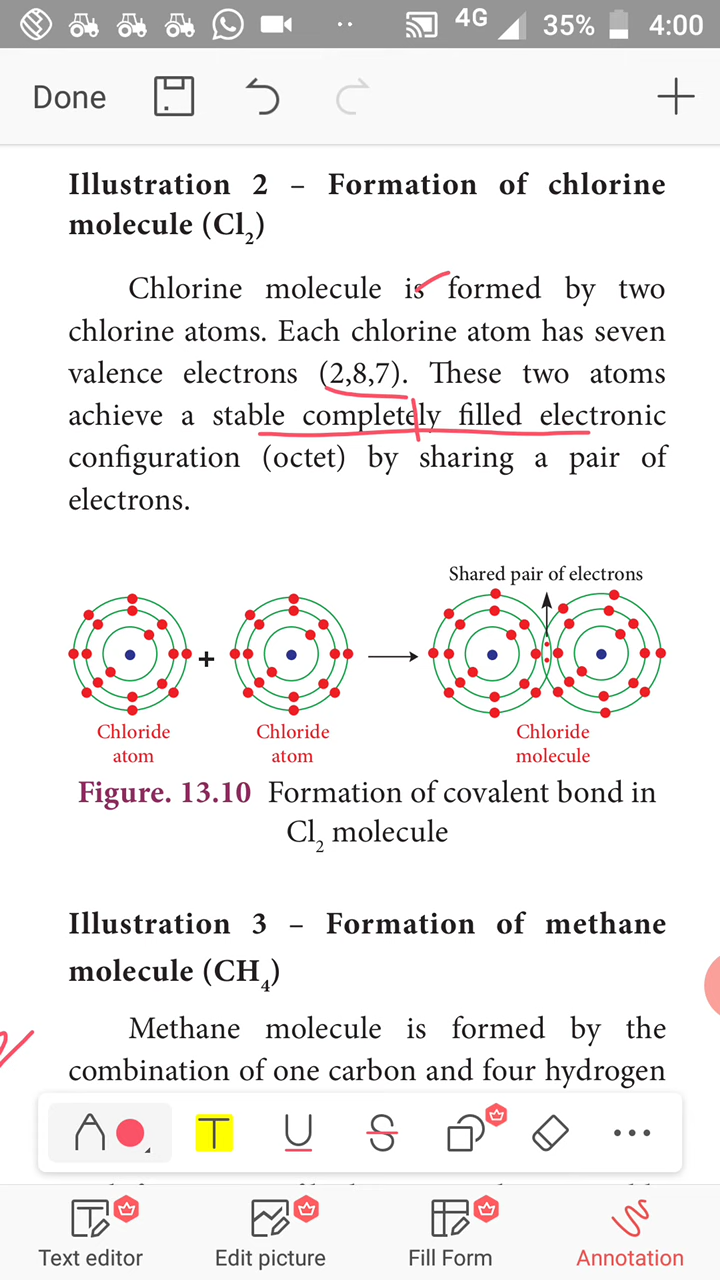 4G 35% 4:00
Done
Illustration 2 – Formation of chlorine
molecule (Cl2)
Chlorine molecule is formed by two
chlorine atoms. Each chlorine atom has seven
valence electrons (2,8,7). These two atoms
achieve a stable completely filled electronic
configuration (octet) by sharing a pair of
electrons.
Shared pair of electrons
+
Chloride
atom
Chloride
atom
Chloride
molecule
Figure. 13.10 Formation of covalent bond in
Cl2 molecule
Illustration 3 – Formation of methane
molecule (CH4)
Methane molecule is formed by the
combination of one carbon and four hydrogen
T U S
Text editor Edit picture Fill Form Annotation